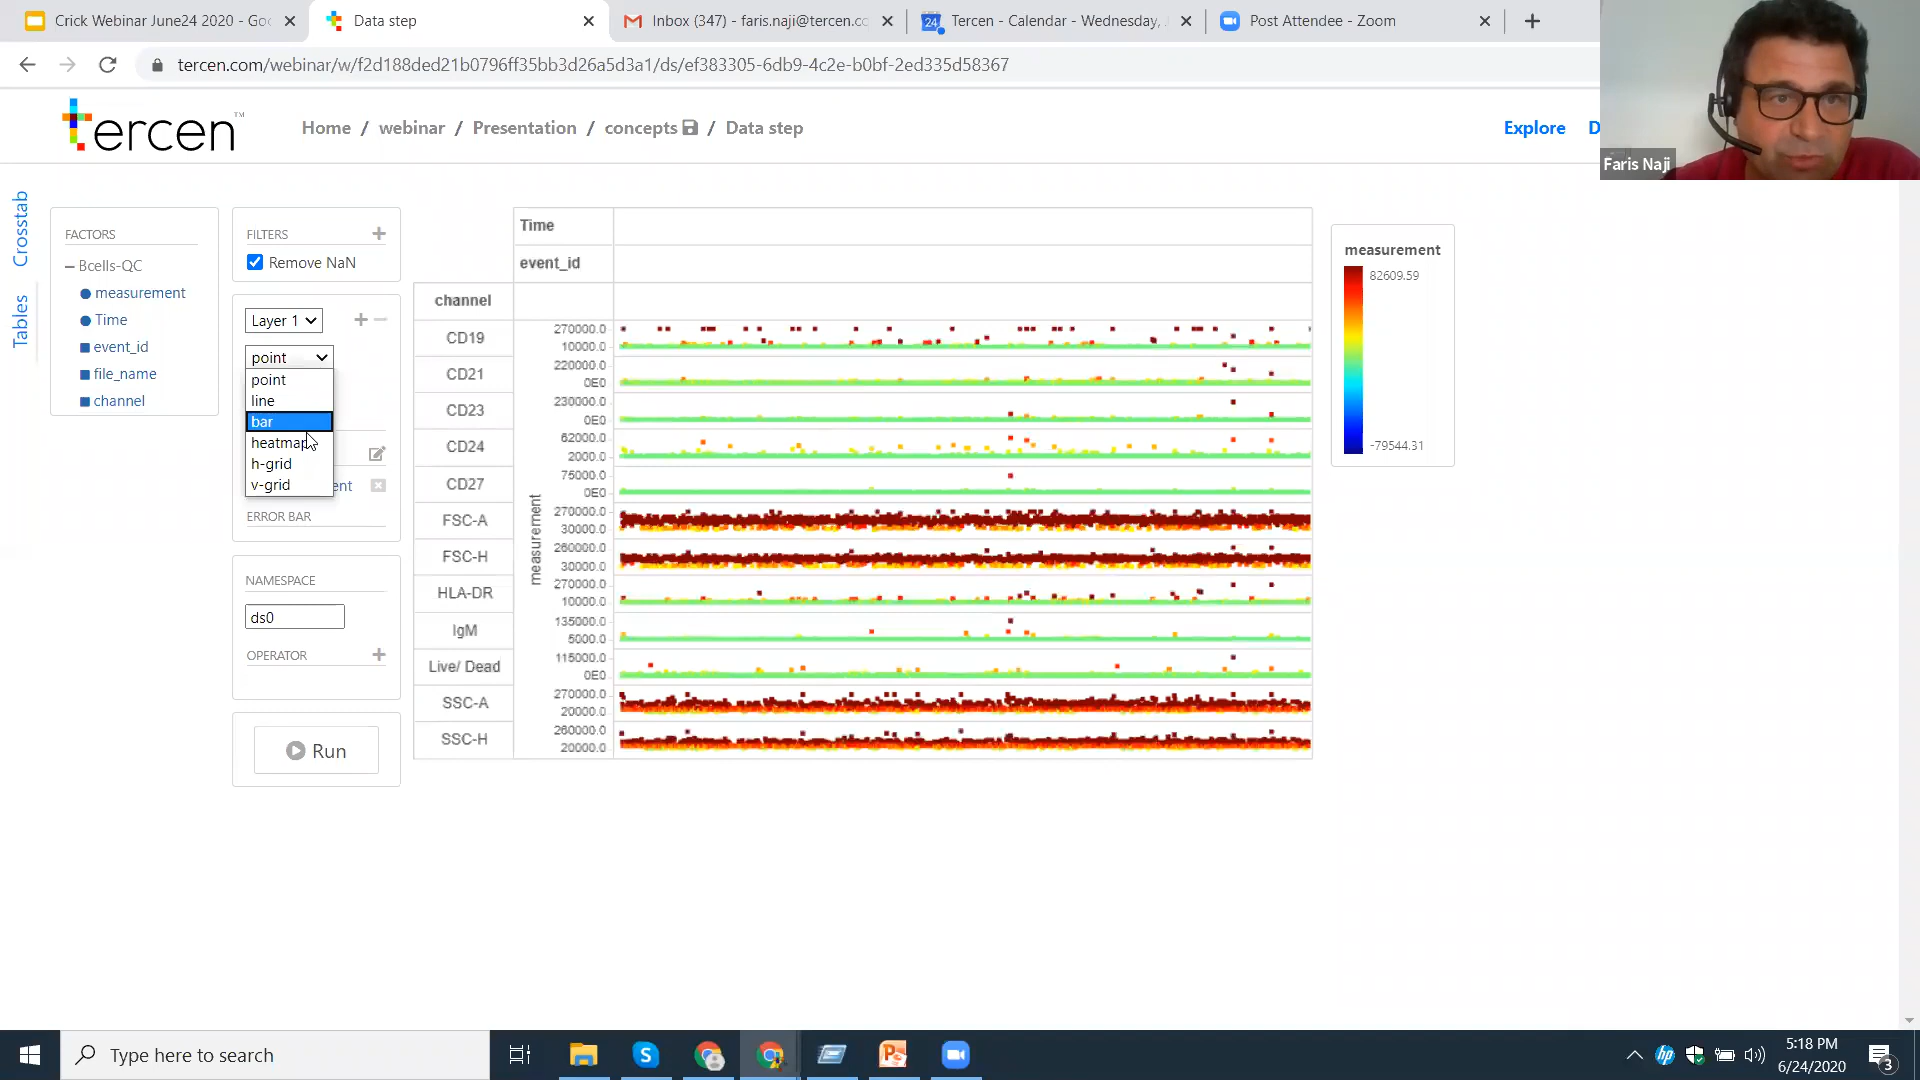 Crick Webinar June24 2020 - Goo
Data step
Inbox (347) - faris.naji@tercen.co
Tercen - Calendar - Wednesday, J
Post Attendee - Zoom
tercen.com/webinar/w/f2d188ded21b0796ff35bb3d26a5d3a1/ds/ef383305-6db9-4c2e-b0bf-2ed335d58367
tercen™
Home / webinar / Presentation / concepts / Data step
Explore
D
Faris Naji
Crosstab
Tables
FACTORS
Bcells-QC
measurement
Time
event_id
file_name
channel
FILTERS
Remove NaN
Layer 1
point
point
line
bar
heatmap
h-grid
v-grid
ent
ERROR BAR
NAMESPACE
ds0
OPERATOR
Run
Time
event_id
channel
measurement
CD19
270000.0
10000.0
CD21
220000.0
0E0
CD23
230000.0
0E0
CD24
62000.0
2000.0
CD27
75000.0
0E0
FSC-A
270000.0
30000.0
FSC-H
260000.0
30000.0
HLA-DR
270000.0
10000.0
IgM
135000.0
5000.0
Live/ Dead
115000.0
0E0
SSC-A
270000.0
20000.0
SSC-H
260000.0
20000.0
measurement
82609.59
-79544.31
Type here to search
5:18 PM
6/24/2020
3